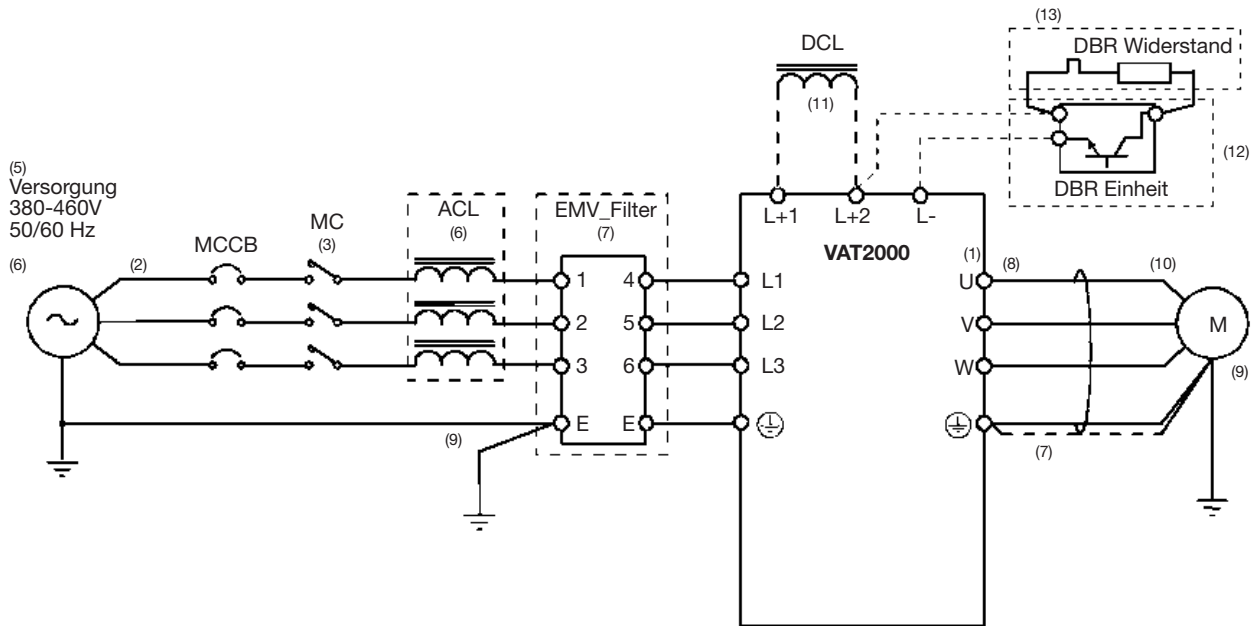 (13)
DBR Widerstand
DCL
(11)
(12)
DBR Einheit
(5)
Versorgung
380-460V
50/60 Hz
(6)
(2)
MCCB
MC
(3)
ACL
(6)
EMV_Filter
(7)
L+1
L+2
L-
VAT2000
(1)
(8)
(10)
1
4
L1
U
2
5
L2
V
M
3
6
L3
W
(9)
E
E
(9)
(7)